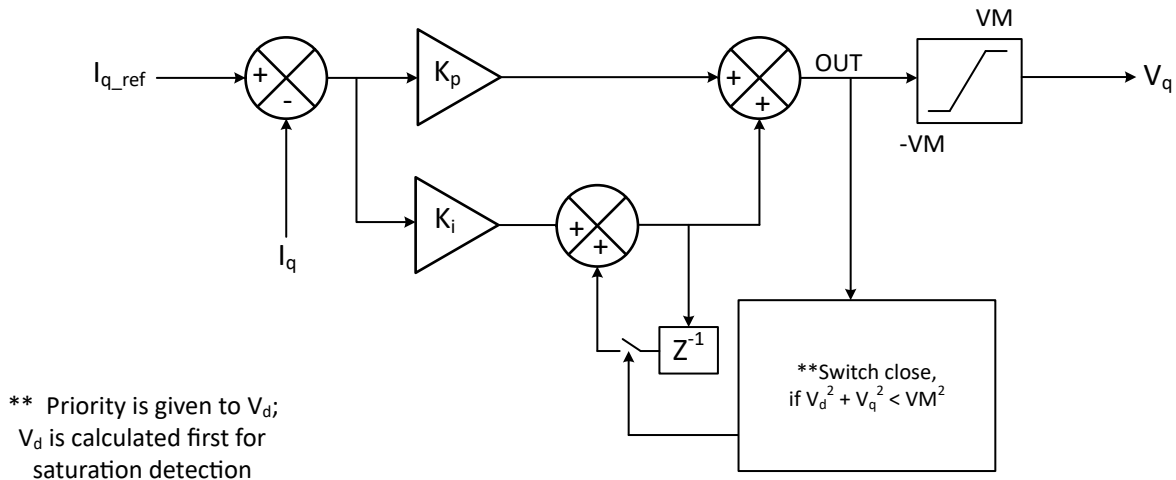 VM
I_q_ref
+
-
K_p
+
+
OUT
-VM
V_q
K_i
+
+
I_q
Z^-1
**Switch close,
if V_d^2 + V_q^2 < VM^2
** Priority is given to V_d;
V_d is calculated first for
saturation detection